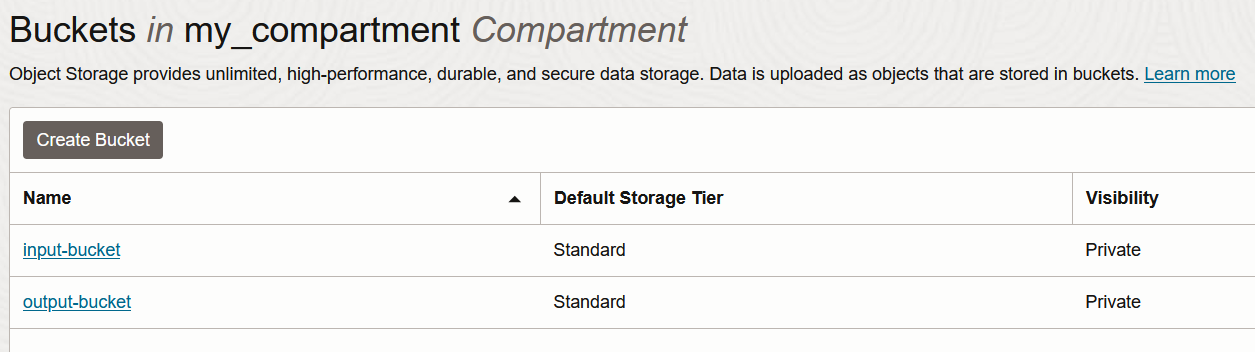 Buckets in my_compartment Compartment
Object Storage provides unlimited, high-performance, durable, and secure data storage. Data is uploaded as objects that are stored in buckets. Learn more
Create Bucket
Name Default Storage Tier Visibility
input-bucket Standard Private
output-bucket Standard Private